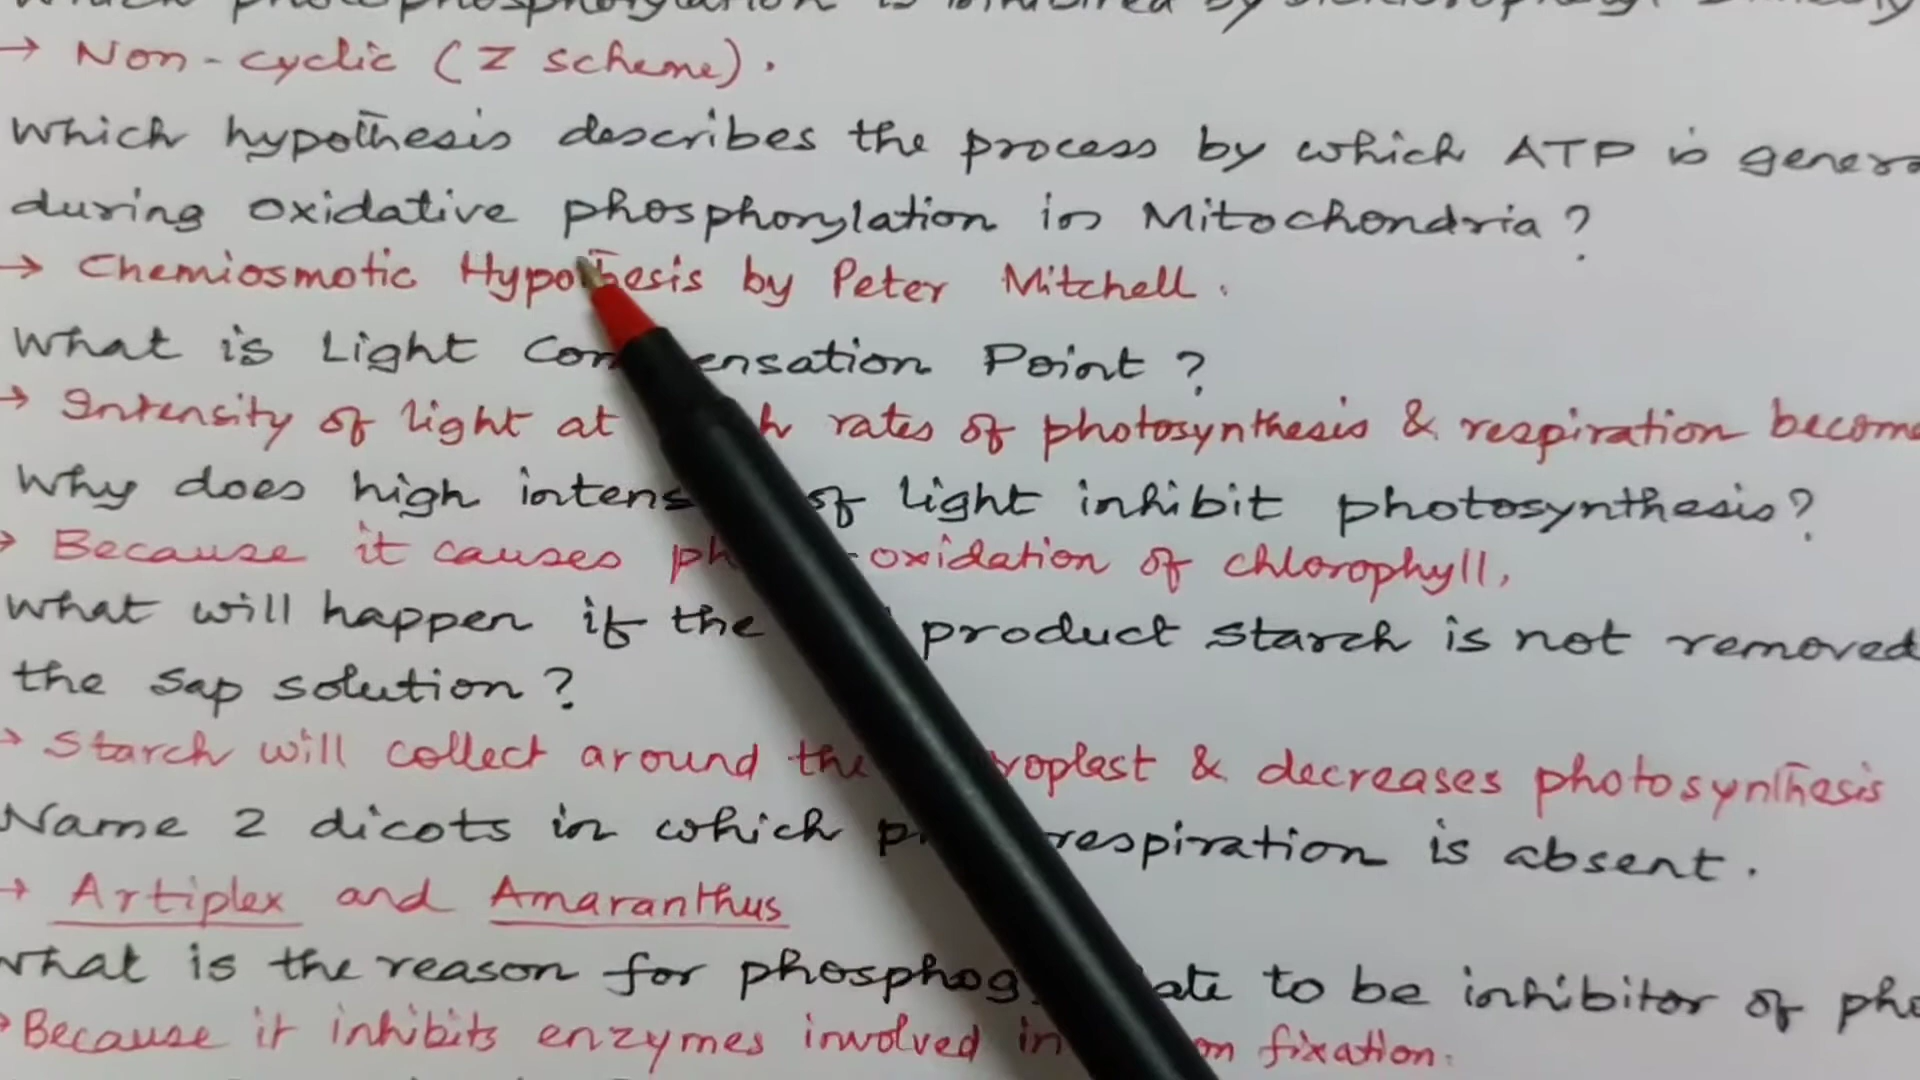 → Non-cyclic (Z scheme).
Which hypothesis describes the process by which ATP is
during oxidative phosphorylation in Mitochondria?
→ Chemiosmotic Hypothesis by Peter Mitchell.
What is Light Point?
→ Intensity of light at rates of photosynthesis & respiration
Why does high of light inhibit photosynthesis?
→ Because it causes oxidation of chlorophyll,
What will happen if the product starch is not removed
the sap solution?
→ Starch will collect around the & decreases photosynthesis
Name 2 dicots in which respiration is absent.
→ Artiplex and Amaranthus
What is the reason for to be inhibitor of
→ Because it inhibits enzymes involved in fixation.